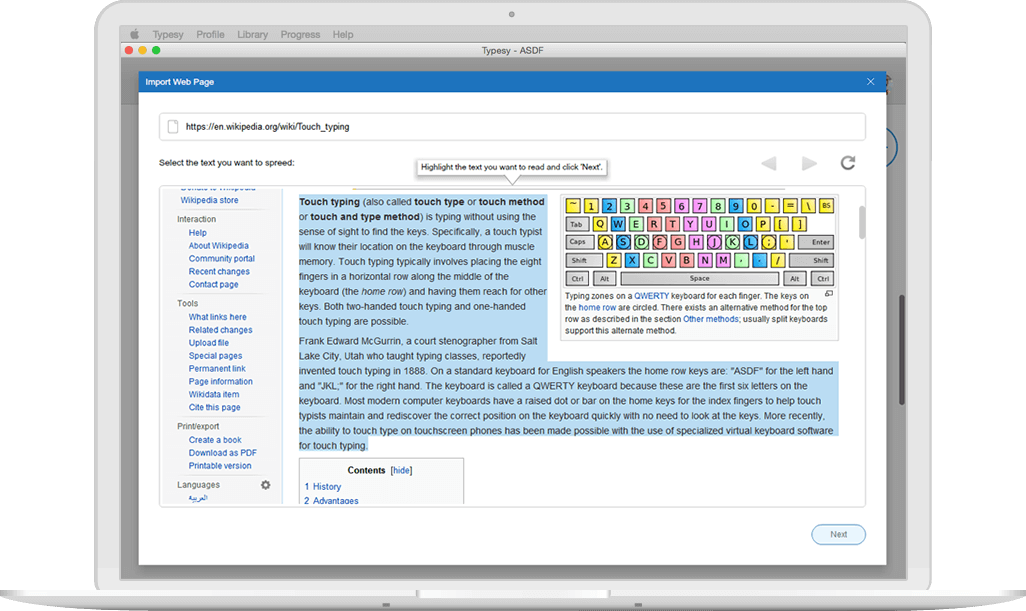 Typesy Profile Library Progress Help
Typesy - ASDF
Import Web Page
https://en.wikipedia.org/wiki/Touch_typing
Select the text you want to spreed:
Highlight the text you want to read and click 'Next'.
Donate to Wikipedia
Wikipedia store
Interaction
Help
About Wikipedia
Community portal
Recent changes
Contact page
Tools
What links here
Related changes
Upload file
Special pages
Permanent link
Page information
Wikidata item
Cite this page
Print/export
Create a book
Download as PDF
Printable version
Languages
العربية
Touch typing (also called touch type or touch method
or touch and type method) is typing without using the
sense of sight to find the keys. Specifically, a touch typist
will know their location on the keyboard through muscle
memory. Touch typing typically involves placing the eight
fingers in a horizontal row along the middle of the
keyboard (the home row) and having them reach for other
keys. Both two-handed touch typing and one-handed
touch typing are possible.
~ 1 2 3 4 5 6 7 8 9 0 - = \ BS
Tab Q W E R T Y U I O P [ ]
Caps A S D F G H J K L ; ' Enter
Shift Z X C V B N M , . / Shift
Ctrl Alt Space Alt Ctrl
Typing zones on a QWERTY keyboard for each finger. The keys on
the home row are circled. There exists an alternative method for the top
row as described in the section Other methods; usually split keyboards
support this alternate method.
Frank Edward McGurrin, a court stenographer from Salt
Lake City, Utah who taught typing classes, reportedly
invented touch typing in 1888. On a standard keyboard for English speakers the home row keys are: "ASDF" for the left hand
and "JKL;" for the right hand. The keyboard is called a QWERTY keyboard because these are the first six letters on the
keyboard. Most modern computer keyboards have a raised dot or bar on the home keys for the index fingers to help touch
typists maintain and rediscover the correct position on the keyboard quickly with no need to look at the keys. More recently,
the ability to touch type on touchscreen phones has been made possible with the use of specialized virtual keyboard software
for touch typing.
Contents [hide]
1 History
2 Advantages
Next